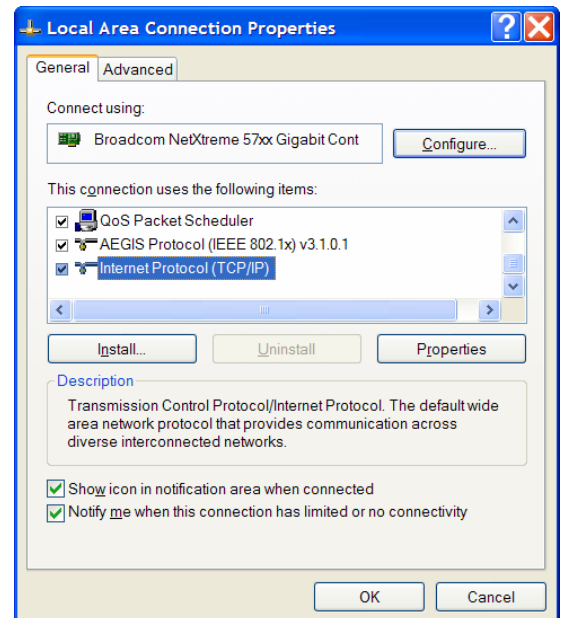 Local Area Connection Properties
General Advanced
Connect using:
Broadcom NetXtreme 57xx Gigabit Cont
Configure...
This connection uses the following items:
QoS Packet Scheduler
AEGIS Protocol (IEEE 802.1x) v3.1.0.1
Internet Protocol (TCP/IP)
Install... Uninstall Properties
Description
Transmission Control Protocol/Internet Protocol. The default wide
area network protocol that provides communication across
diverse interconnected networks.
Show icon in notification area when connected
Notify me when this connection has limited or no connectivity
OK Cancel